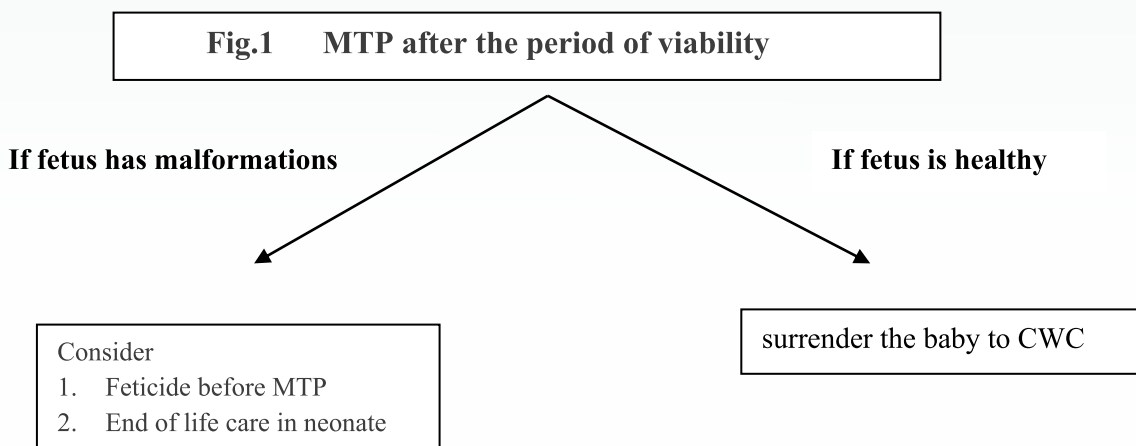 Fig.1 MTP after the period of viability
If fetus has malformations
If fetus is healthy
surrender the baby to CWC
Consider
1. Feticide before MTP
2. End of life care in neonate